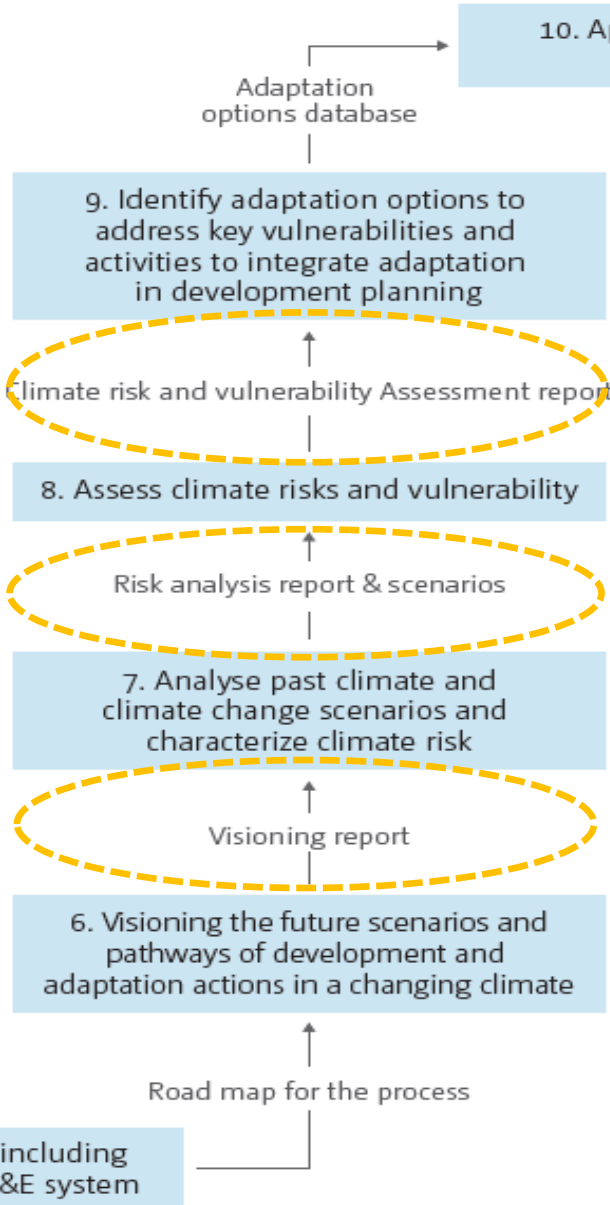 10. Ap
Adaptation
options database
9. Identify adaptation options to
address key vulnerabilities and
activities to integrate adaptation
in development planning
Climate risk and vulnerability Assessment report
8. Assess climate risks and vulnerability
Risk analysis report & scenarios
7. Analyse past climate and
climate change scenarios and
characterize climate risk
Visioning report
6. Visioning the future scenarios and
pathways of development and
adaptation actions in a changing climate
Road map for the process
including
&E system